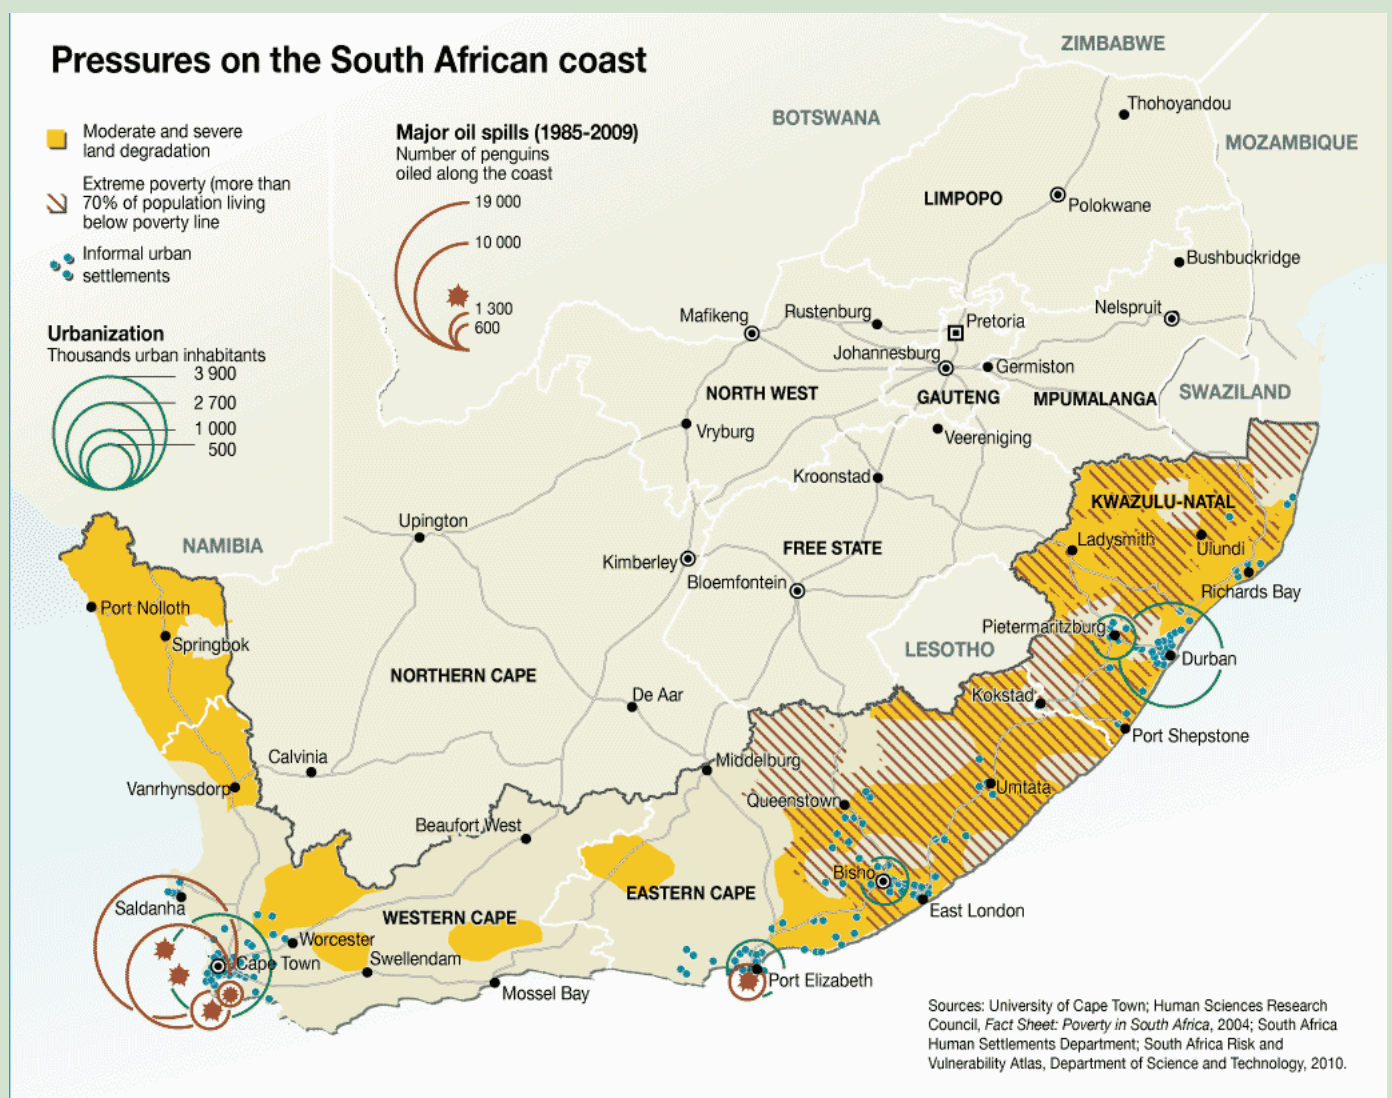 Pressures on the South African coast
Moderate and severe
land degradation
Extreme poverty (more than
70% of population living
below poverty line
Informal urban
settlements
Urbanization
Thousands urban inhabitants
3 900
2 700
1 000
500
Major oil spills (1985-2009)
Number of penguins
oiled along the coast
19 000
10 000
1 300
600
ZIMBABWE
BOTSWANA
MOZAMBIQUE
Thohoyandou
LIMPOPO
Polokwane
Bushbuckridge
Nelspruit
Mafikeng
Rustenburg
Pretoria
Johannesburg
Germiston
NORTH WEST
GAUTENG
MPUMALANGA
SWAZILAND
Vryburg
Veereniging
Kroonstad
KWAZULU-NATAL
Upington
NAMIBIA
Ladysmith
Ulundi
FREE STATE
Kimberley
Bloemfontein
Richards Bay
Port Nolloth
Springbok
Pietermaritzburg
LESOTHO
Durban
NORTHERN CAPE
De Aar
Kokstad
Port Shepstone
Calvinia
Middelburg
Vanrhynsdorp
Queenstown
Umtata
Beaufort West
Bisho
EASTERN CAPE
Saldanha
WESTERN CAPE
East London
Worcester
Cape Town
Swellendam
Mossel Bay
Port Elizabeth
Sources: University of Cape Town; Human Sciences Research
Council, Fact Sheet: Poverty in South Africa, 2004; South Africa
Human Settlements Department; South Africa Risk and
Vulnerability Atlas, Department of Science and Technology, 2010.